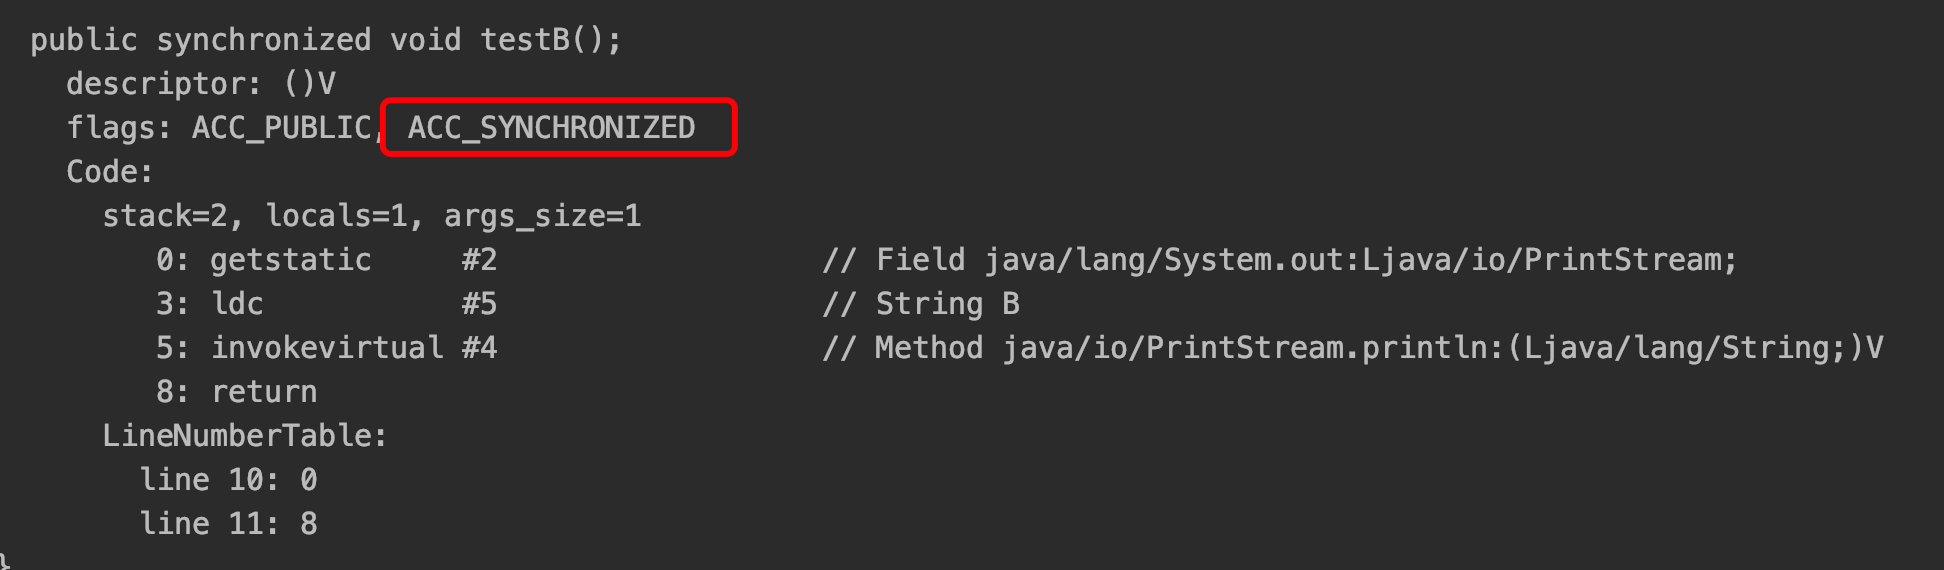 public synchronized void testB();
descriptor: ()V
flags: ACC_PUBLIC, ACC_SYNCHRONIZED
Code:
stack=2, locals=1, args_size=1
0: getstatic #2 // Field java/lang/System.out:Ljava/io/PrintStream;
3: ldc #5 // String B
5: invokevirtual #4 // Method java/io/PrintStream.println:(Ljava/lang/String;)V
8: return
LineNumberTable:
line 10: 0
line 11: 8
}